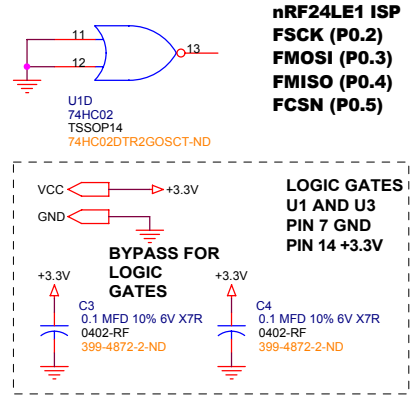 nRF24LE1 ISP
FSCK (P0.2)
FMOSI (P0.3)
FMISO (P0.4)
FCSN (P0.5)
11
12
13
U1D
74HC02
TSSOP14
74HC02DTR2GOSCT-ND
VCC
+3.3V
GND
LOGIC GATES
U1 AND U3
PIN 7 GND
PIN 14 +3.3V
BYPASS FOR
LOGIC
GATES
+3.3V
C3
0.1 MFD 10% 6V X7R
0402-RF
399-4872-2-ND
+3.3V
C4
0.1 MFD 10% 6V X7R
0402-RF
399-4872-2-ND